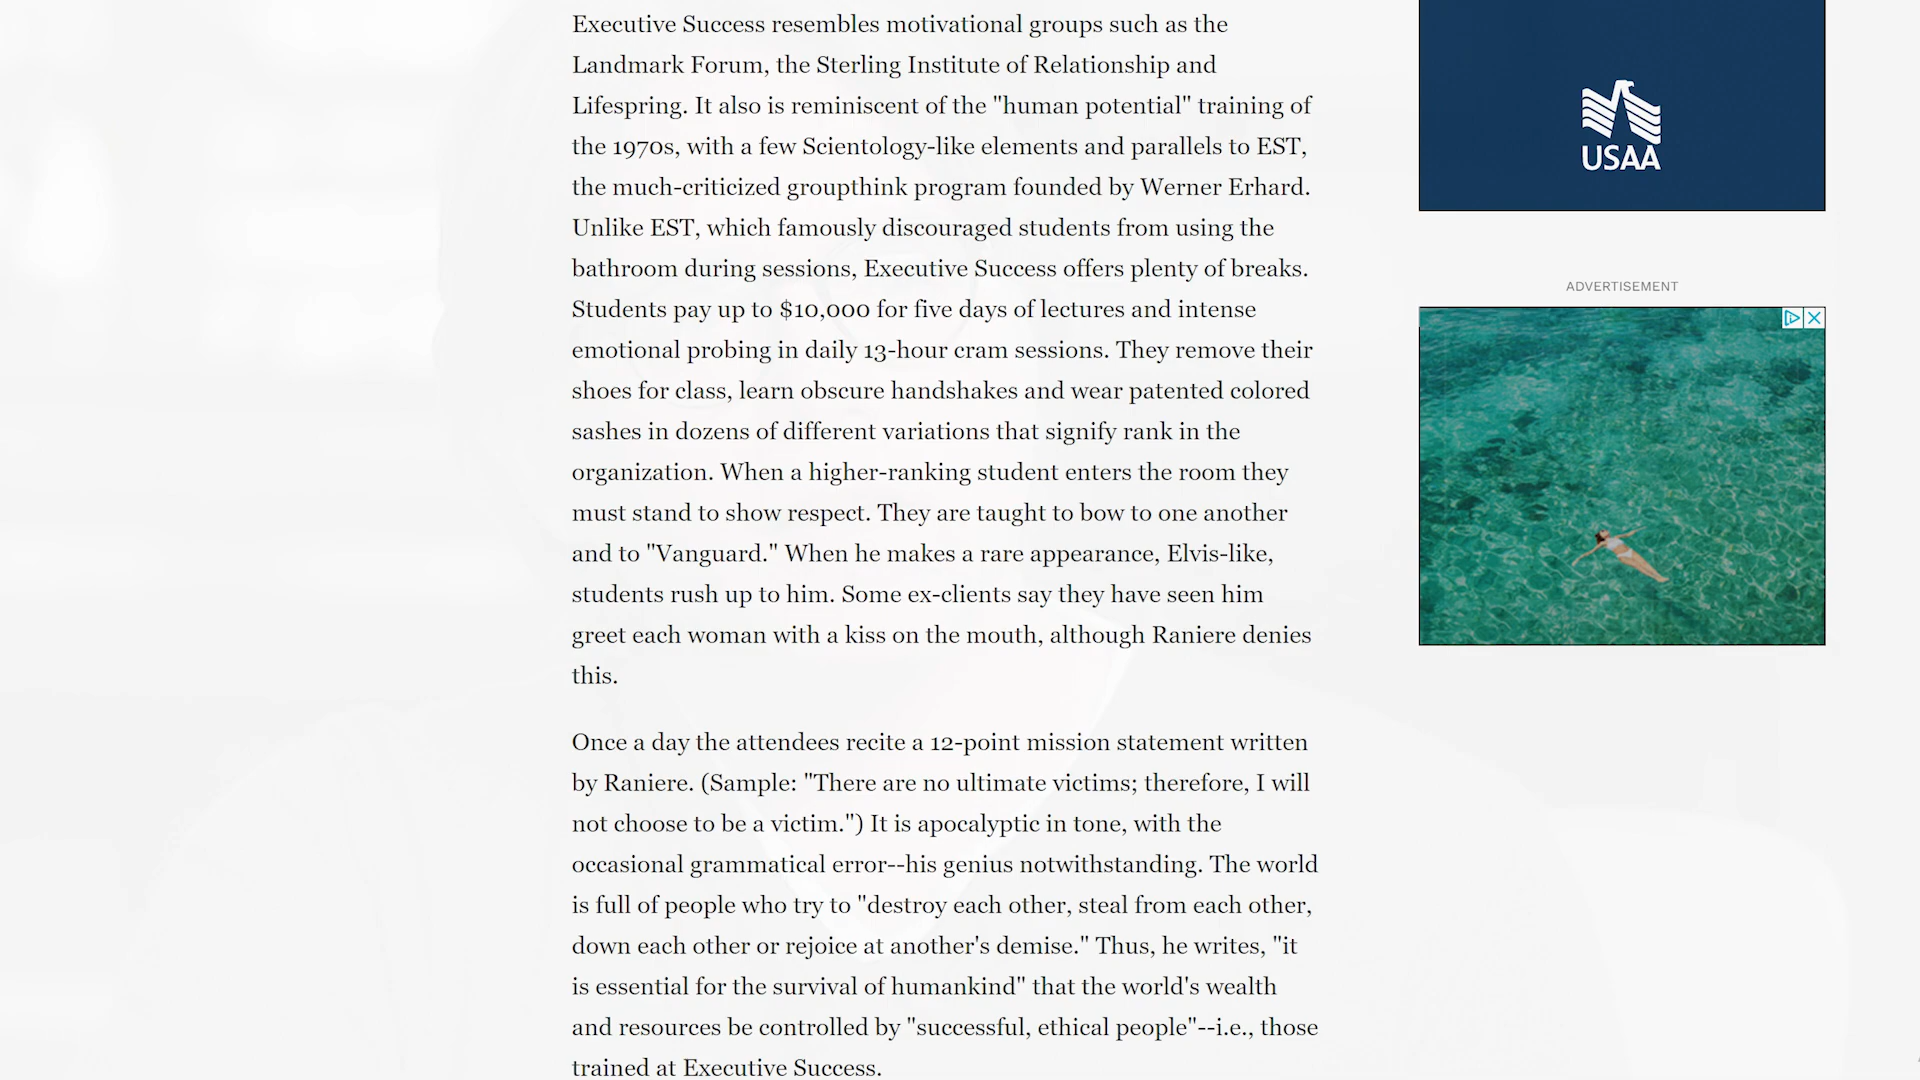 Executive Success resembles motivational groups such as the
Landmark Forum, the Sterling Institute of Relationship and
Lifespring. It also is reminiscent of the "human potential" training of
the 1970s, with a few Scientology-like elements and parallels to EST,
the much-criticized groupthink program founded by Werner Erhard.
Unlike EST, which famously discouraged students from using the
bathroom during sessions, Executive Success offers plenty of breaks.
Students pay up to $10,000 for five days of lectures and intense
emotional probing in daily 13-hour cram sessions. They remove their
shoes for class, learn obscure handshakes and wear patented colored
sashes in dozens of different variations that signify rank in the
organization. When a higher-ranking student enters the room they
must stand to show respect. They are taught to bow to one another
and to "Vanguard." When he makes a rare appearance, Elvis-like,
students rush up to him. Some ex-clients say they have seen him
greet each woman with a kiss on the mouth, although Raniere denies
this.
Once a day the attendees recite a 12-point mission statement written
by Raniere. (Sample: "There are no ultimate victims; therefore, I will
not choose to be a victim.") It is apocalyptic in tone, with the
occasional grammatical error--his genius notwithstanding. The world
is full of people who try to "destroy each other, steal from each other,
down each other or rejoice at another's demise." Thus, he writes, "it
is essential for the survival of humankind" that the world's wealth
and resources be controlled by "successful, ethical people"--i.e., those
trained at Executive Success.
USAA
ADVERTISEMENT